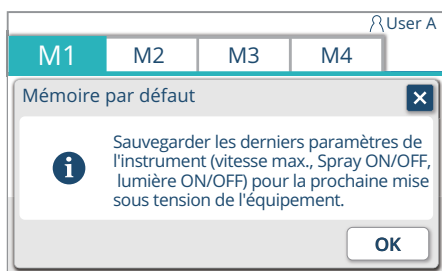 User A
M1 M2 M3 M4
Mémoire par défaut
Sauvegarder les derniers paramètres de
l'instrument (vitesse max., Spray ON/OFF,
lumière ON/OFF) pour la prochaine mise
sous tension de l'équipement.
OK